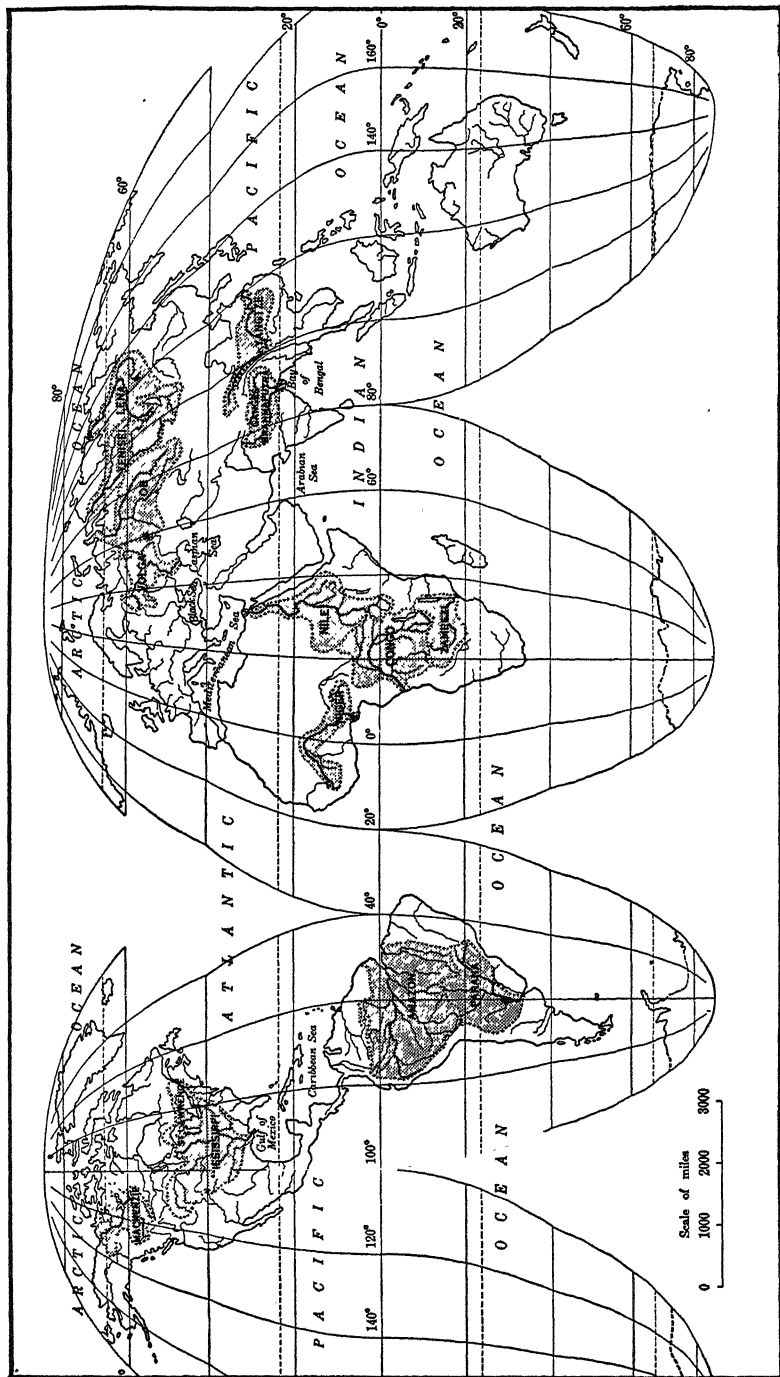 ARCTIC OCEAN
ARCTIC OCEAN
80°
60°
60°
PACIFIC OCEAN
ATLANTIC OCEAN
PACIFIC OCEAN
INDIAN OCEAN
MACKENZIE
MISSISSIPPI
Gulf of Mexico
Caribbean Sea
AMAZON
PARANA
NIGER
NILE
CONGO
ZAMBEZI
Mediterranean Sea
Black Sea
Caspian Sea
VOLGA
OB
YENISEI
LENA
YANGTZE
BRAHMAPUTRA
Bay of Bengal
Arabian Sea
20°
0°
20°
60°
80°
140°
120°
100°
40°
20°
0°
60°
80°
140°
160°
Scale of miles
0 1000 2000 3000